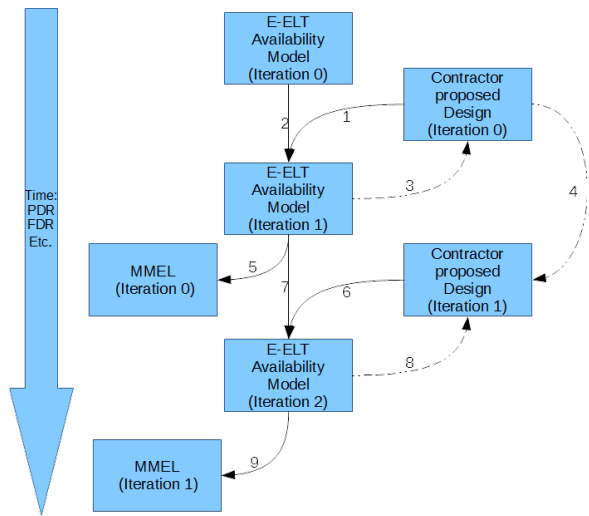 E-ELT
Availability
Model
(Iteration 0)
Contractor
proposed
Design
(Iteration 0)
2
1
E-ELT
Availability
Model
(Iteration 1)
3
4
Time:
PDR
FDR
Etc.
MMEL
(Iteration 0)
5
7
6
Contractor
proposed
Design
(Iteration 1)
E-ELT
Availability
Model
(Iteration 2)
8
MMEL
(Iteration 1)
9